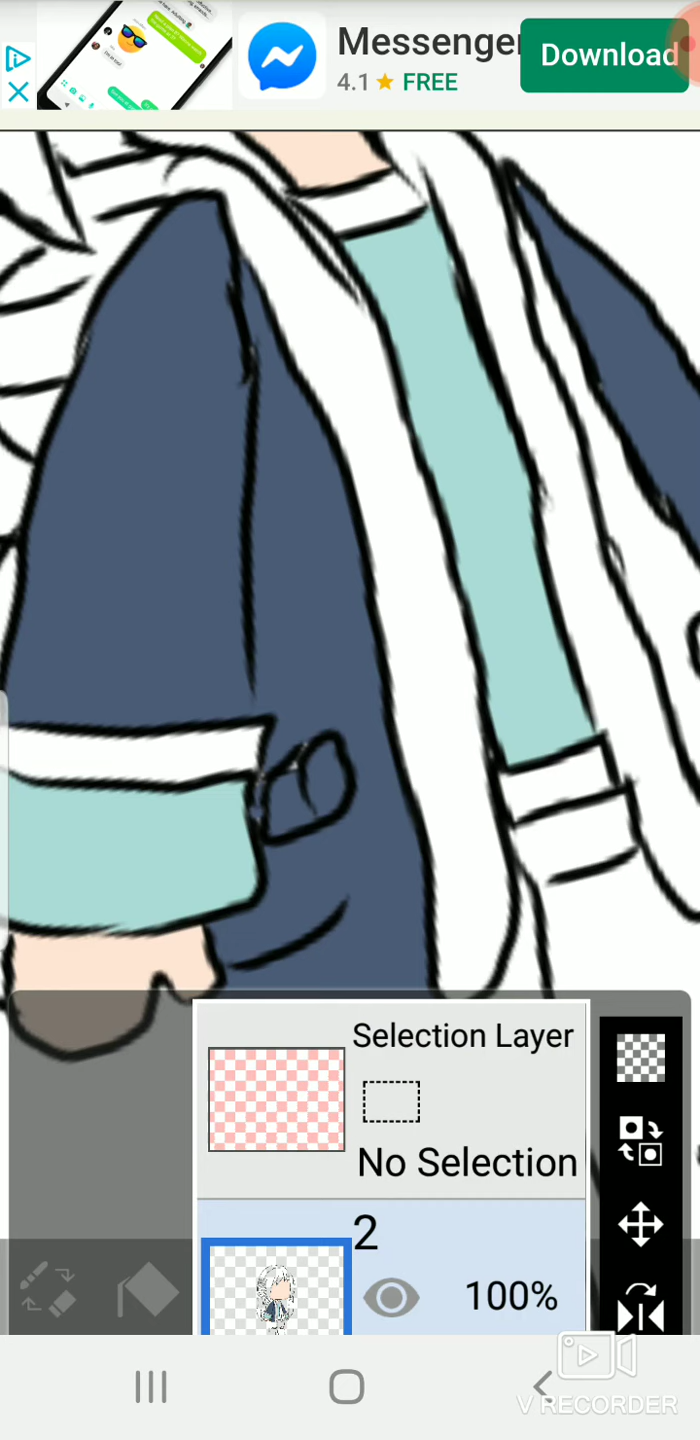 Messenger
Download
4.1 ★ FREE
Selection Layer
No Selection
2
100%
V RECORDER